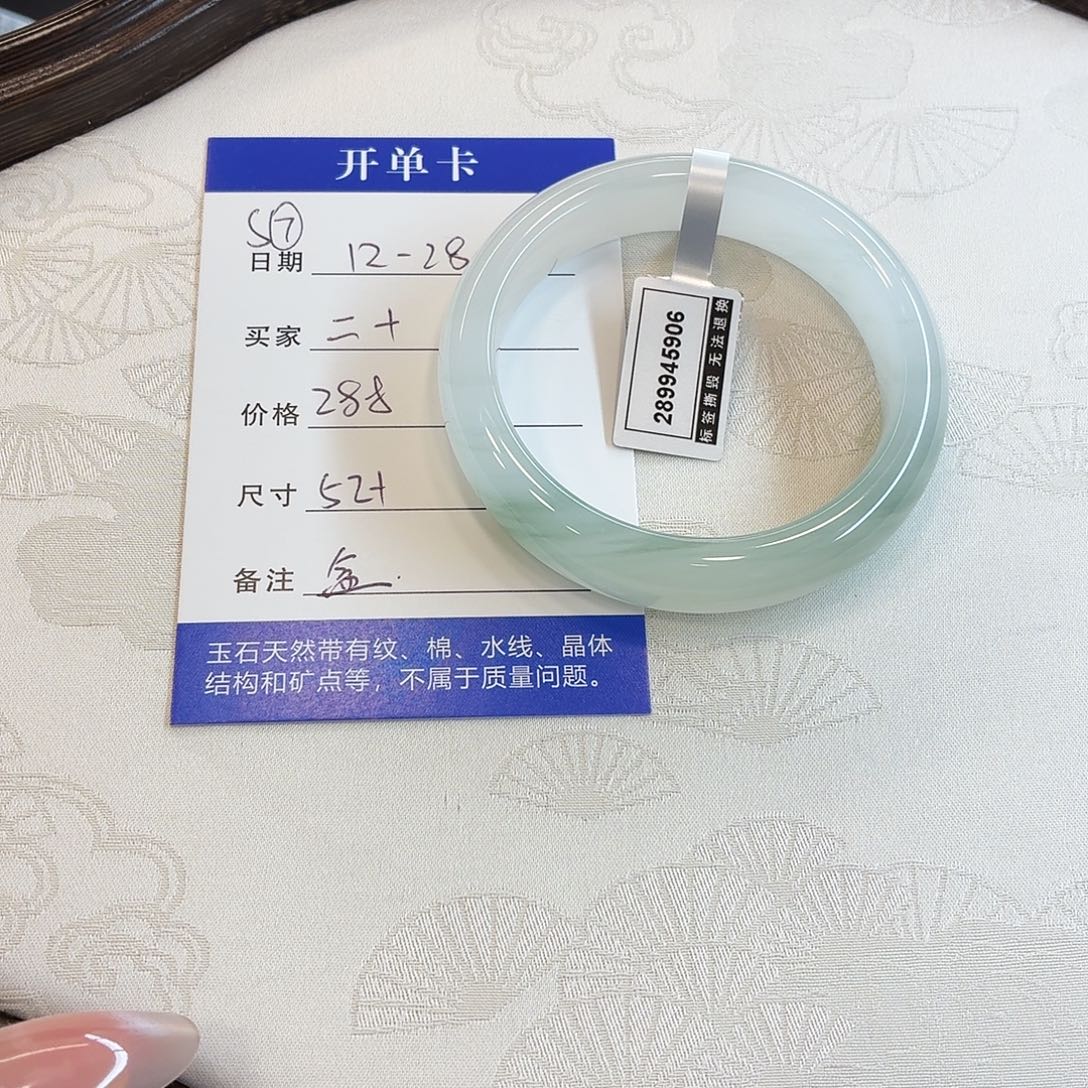 开单卡
S⑦
日期 12-28
买家 二十
价格 288
尺寸 52+
备注 盒.
玉石天然带有纹、棉、水线、晶体
结构和矿点等，不属于质量问题。
289945906
标签撕毁 无法退换